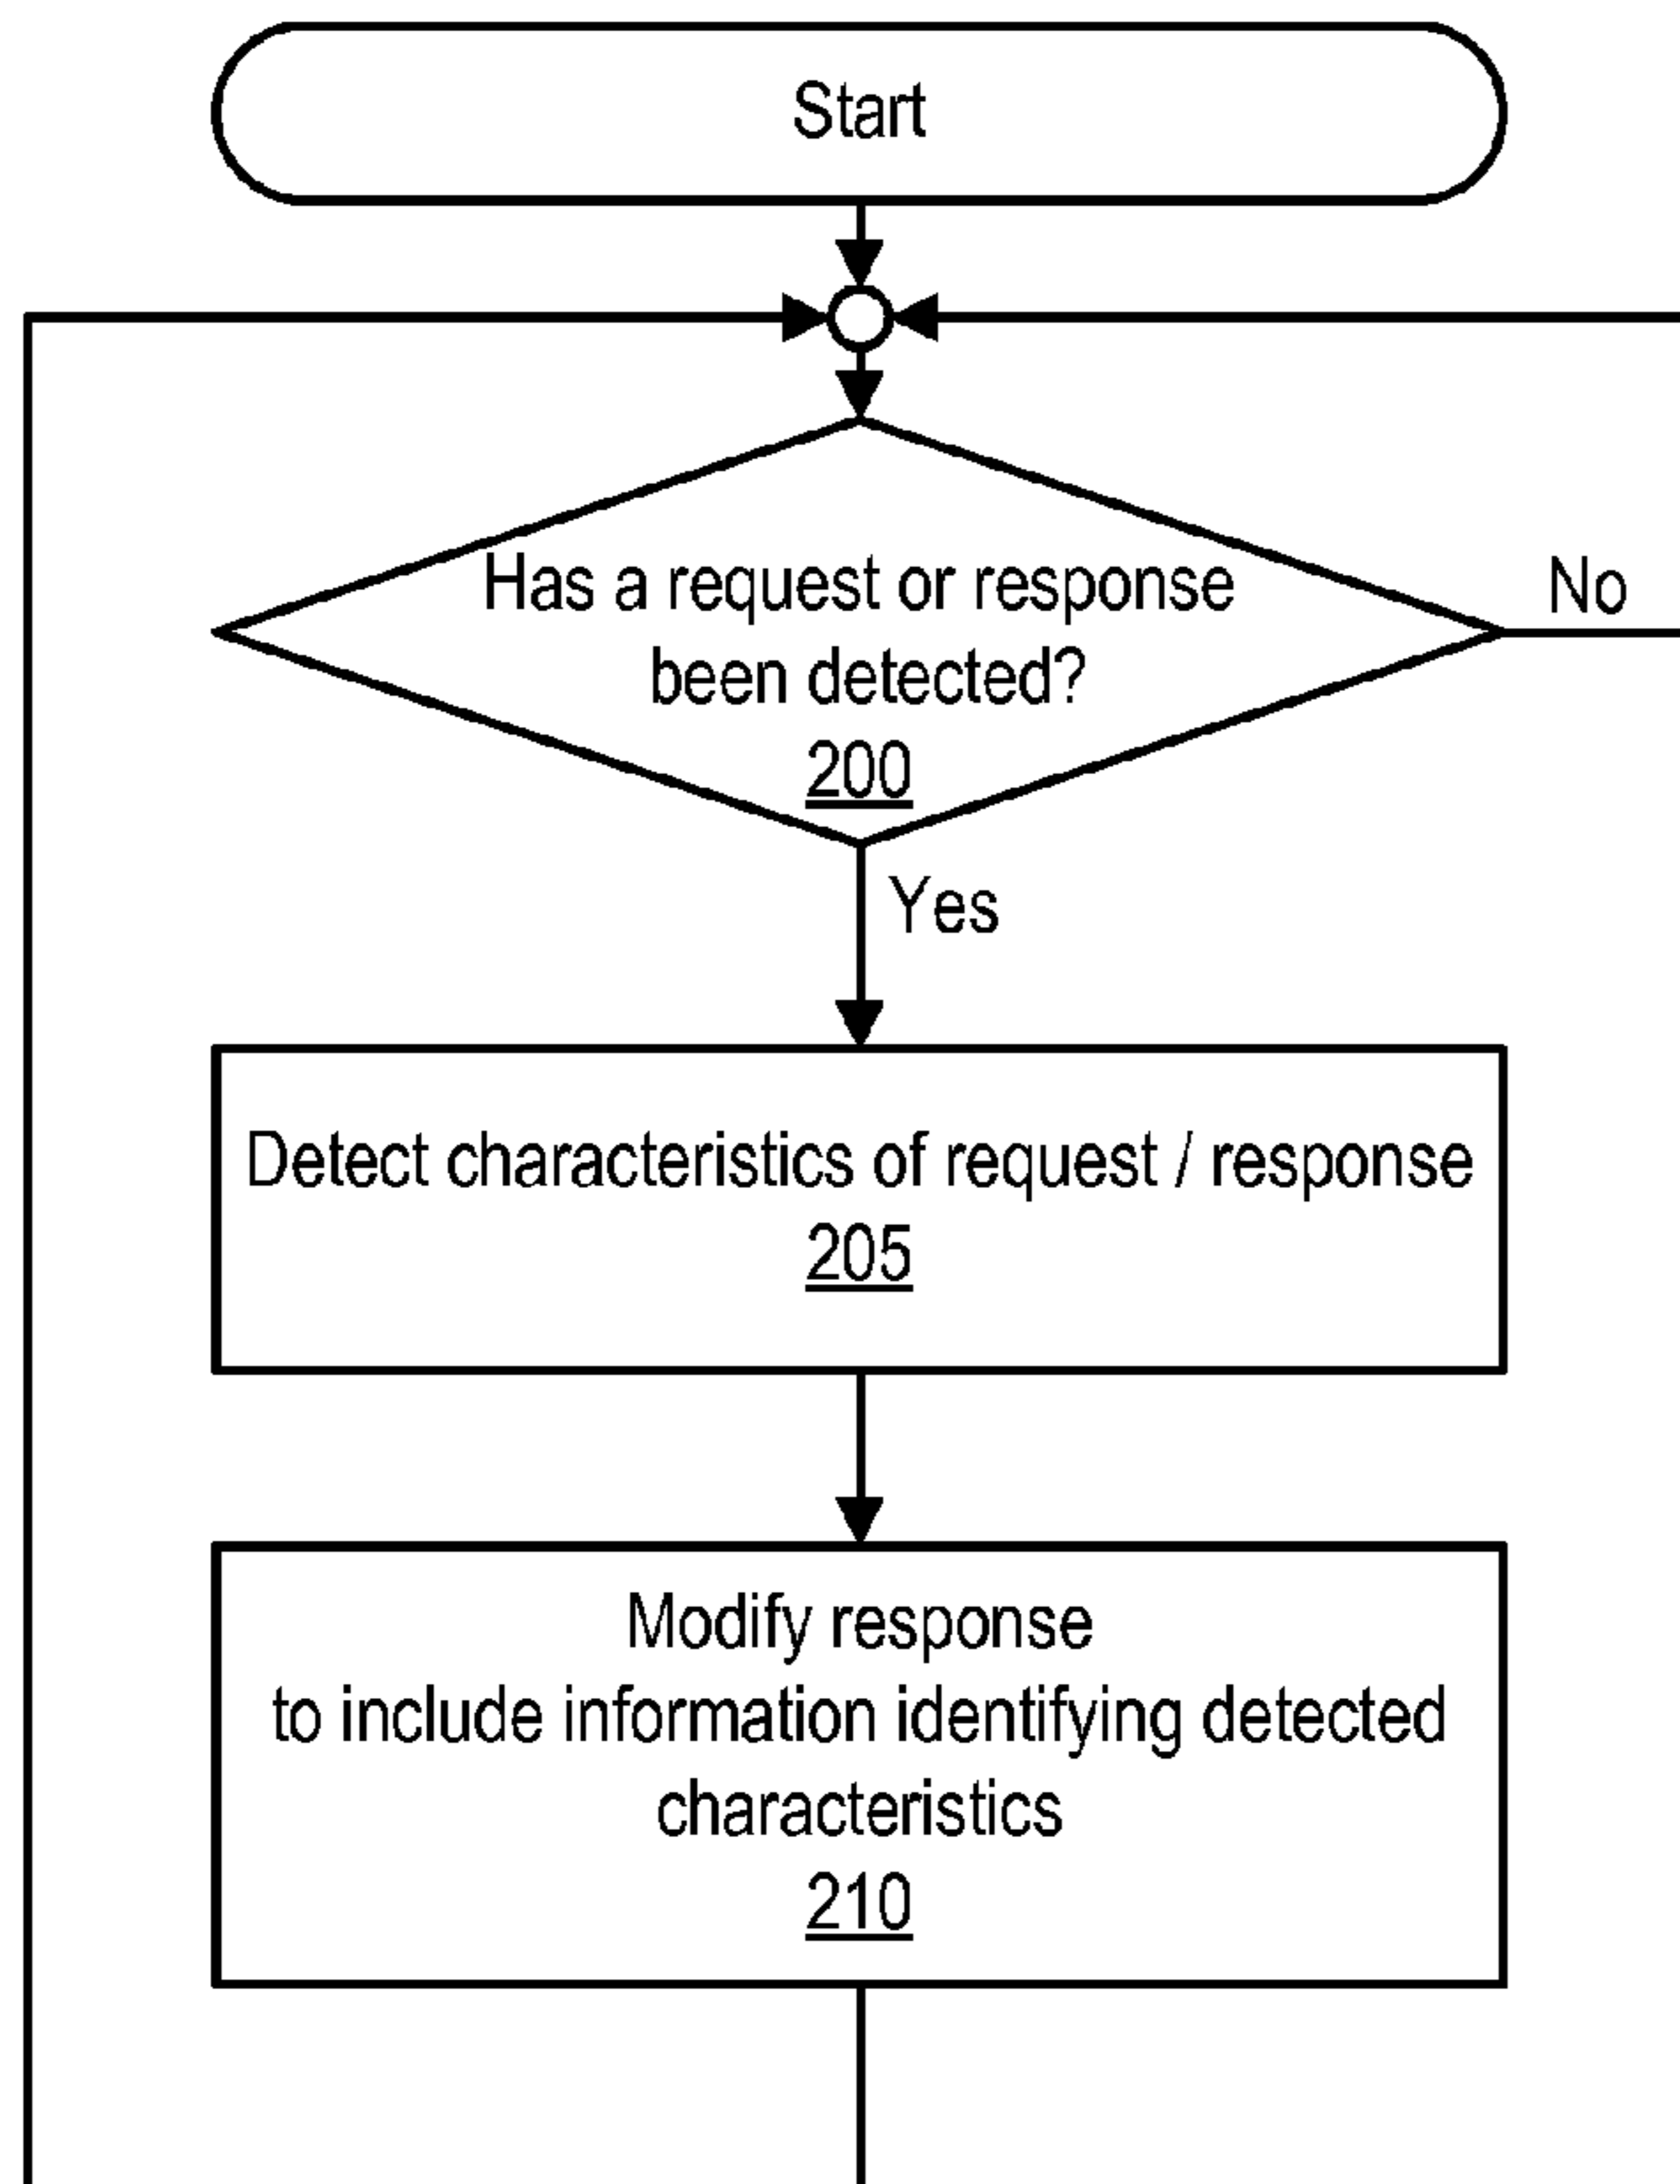 Start
Has a request or response
been detected?
200
No
Yes
Detect characteristics of request / response
205
Modify response
to include information identifying detected
characteristics
210